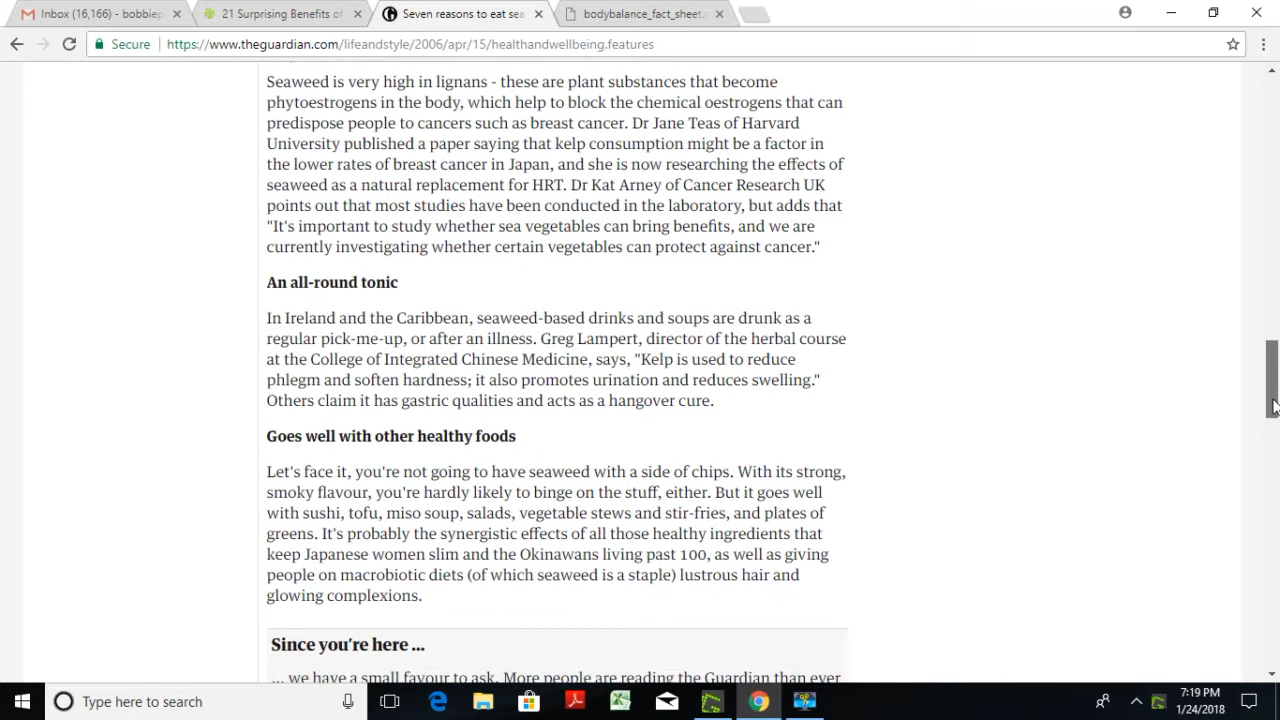 Inbox (16,166) - bobbiep
21 Surprising Benefits of
Seven reasons to eat sea
bodybalance_fact_sheet.
Secure
https://www.theguardian.com/lifeandstyle/2006/apr/15/healthandwellbeing.features
Seaweed is very high in lignans - these are plant substances that become
phytoestrogens in the body, which help to block the chemical oestrogens that can
predispose people to cancers such as breast cancer. Dr Jane Teas of Harvard
University published a paper saying that kelp consumption might be a factor in
the lower rates of breast cancer in Japan, and she is now researching the effects of
seaweed as a natural replacement for HRT. Dr Kat Arney of Cancer Research UK
points out that most studies have been conducted in the laboratory, but adds that
"It's important to study whether sea vegetables can bring benefits, and we are
currently investigating whether certain vegetables can protect against cancer."
An all-round tonic
In Ireland and the Caribbean, seaweed-based drinks and soups are drunk as a
regular pick-me-up, or after an illness. Greg Lampert, director of the herbal course
at the College of Integrated Chinese Medicine, says, "Kelp is used to reduce
phlegm and soften hardness; it also promotes urination and reduces swelling."
Others claim it has gastric qualities and acts as a hangover cure.
Goes well with other healthy foods
Let's face it, you're not going to have seaweed with a side of chips. With its strong,
smoky flavour, you're hardly likely to binge on the stuff, either. But it goes well
with sushi, tofu, miso soup, salads, vegetable stews and stir-fries, and plates of
greens. It's probably the synergistic effects of all those healthy ingredients that
keep Japanese women slim and the Okinawans living past 100, as well as giving
people on macrobiotic diets (of which seaweed is a staple) lustrous hair and
glowing complexions.
Since you're here ...
... we have a small favour to ask. More people are reading the Guardian than ever
Type here to search
7:19 PM
1/24/2018